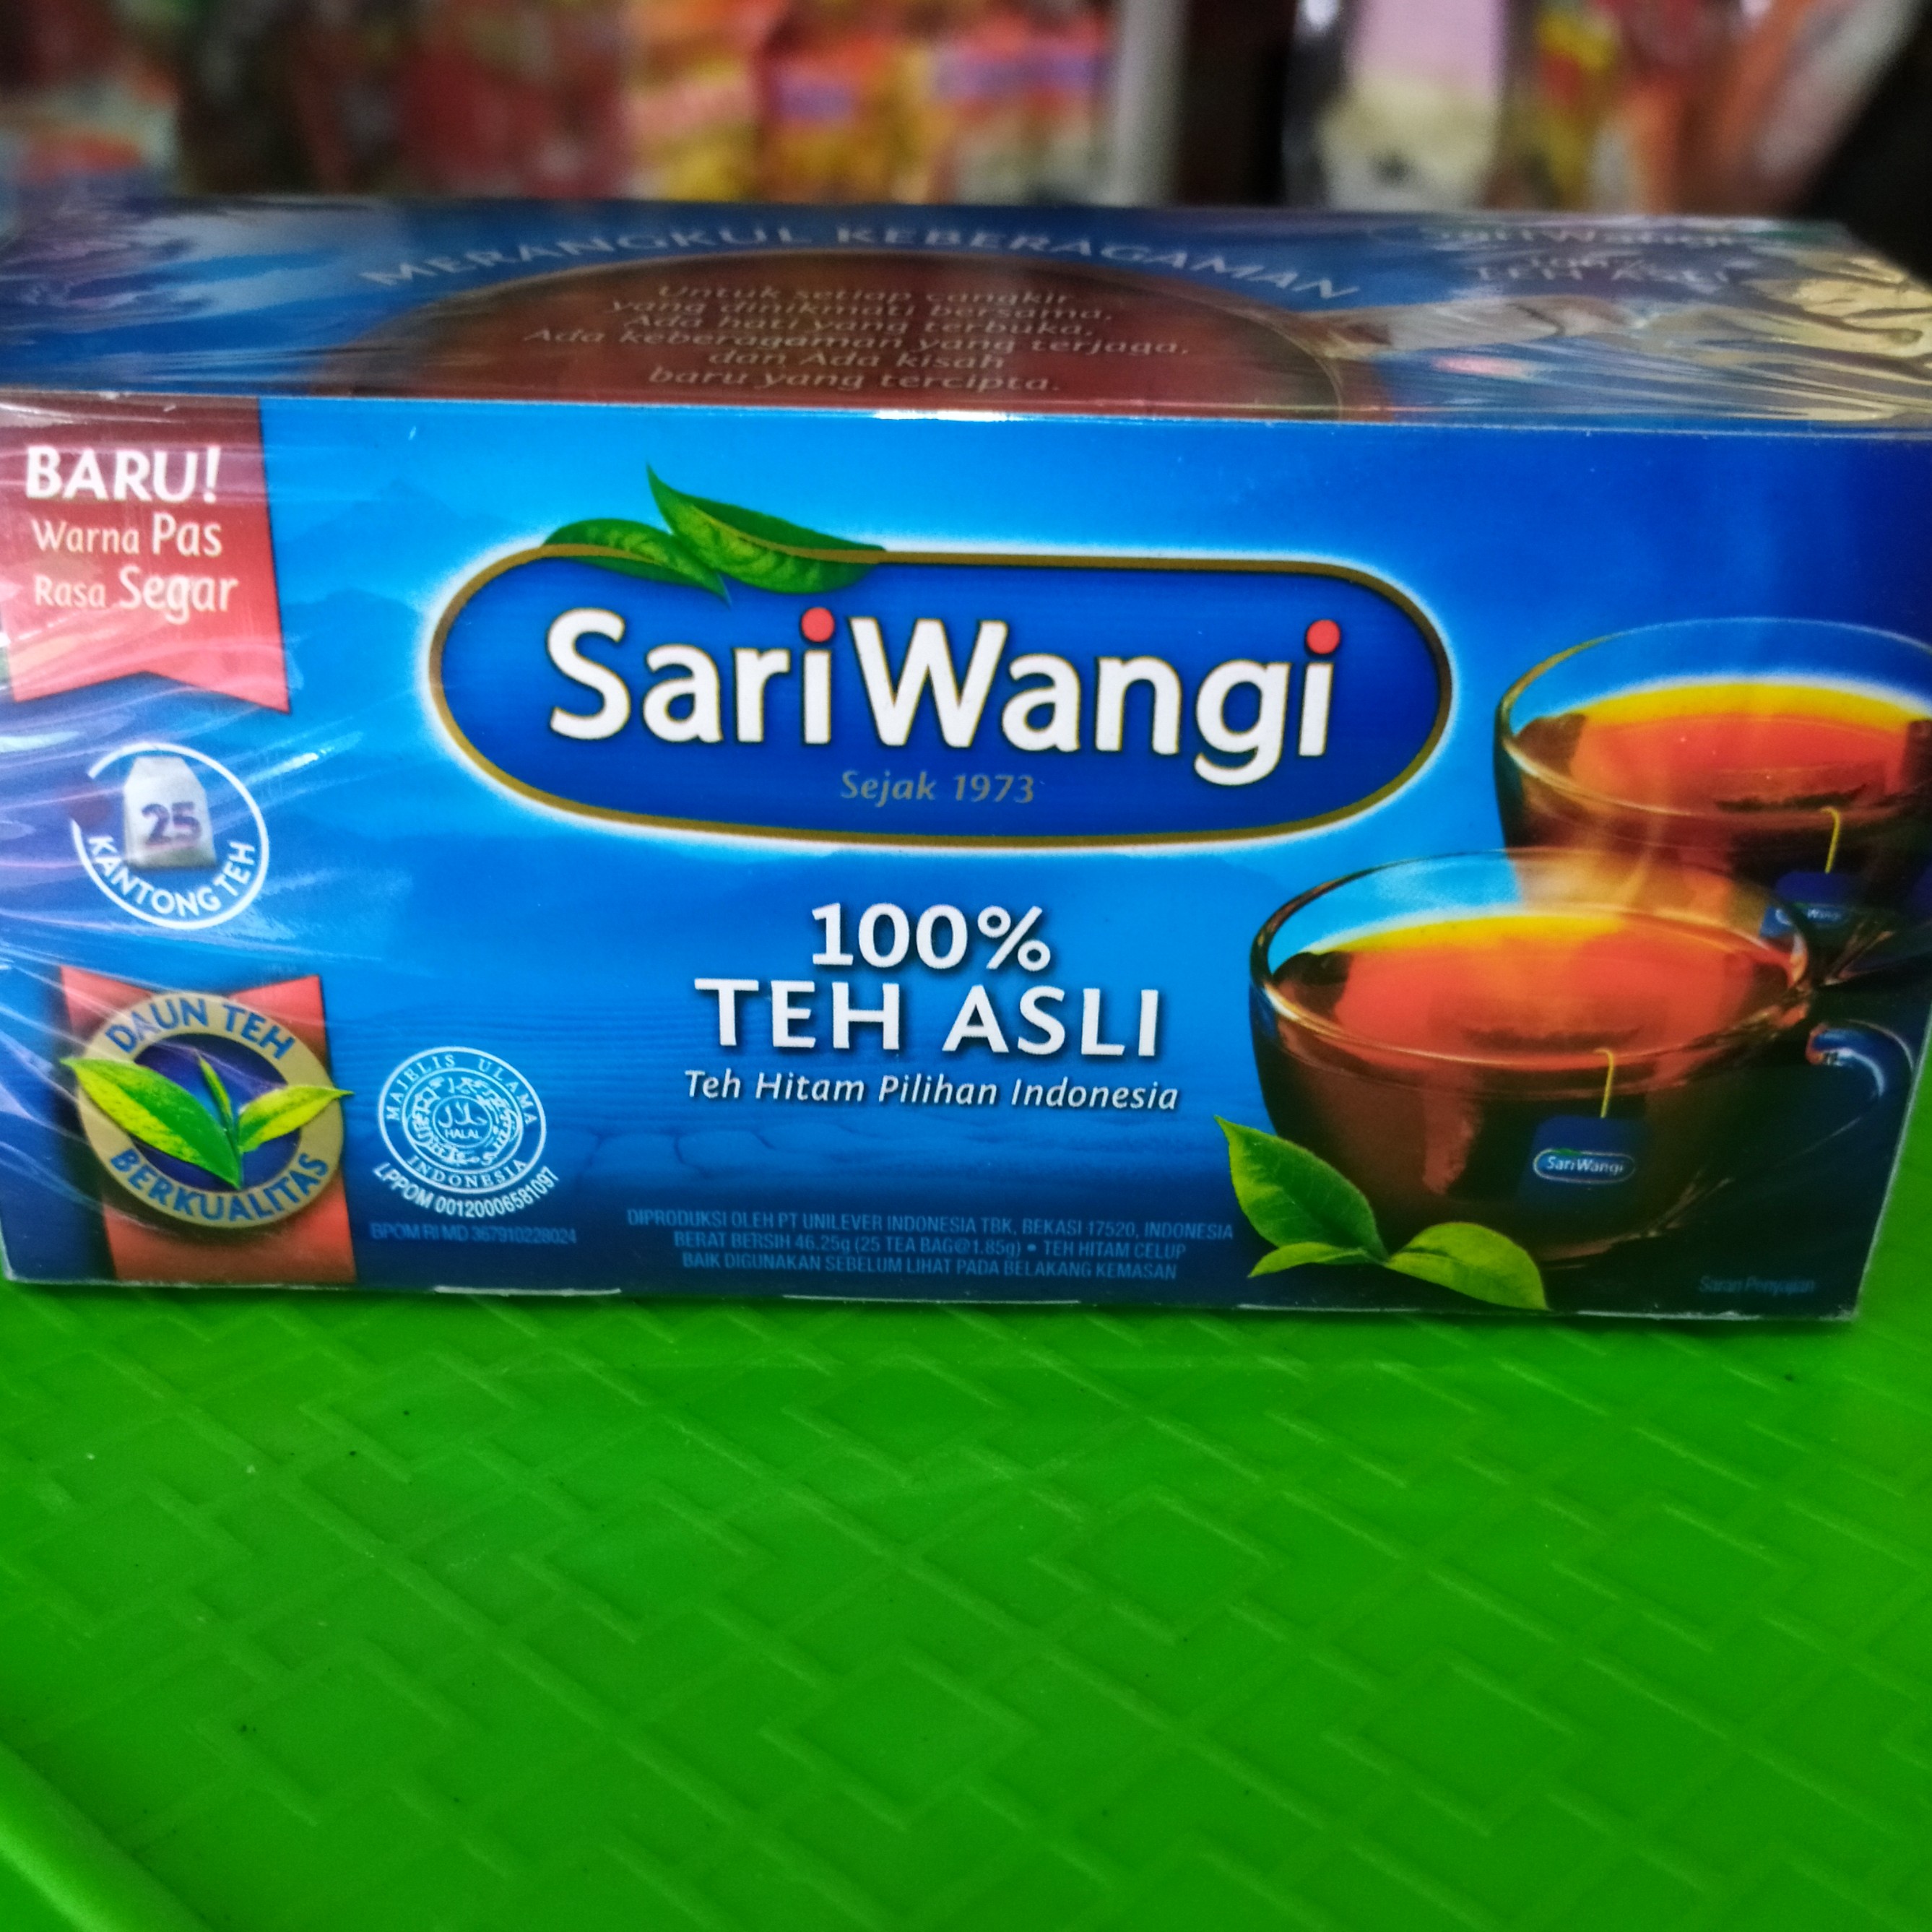 MERANGKUL KEBERAGAMAN
Untuk setiap cangkir
yang dinikmati bersama,
Ada hati yang terbuka,
Ada keberagaman yang terjaga,
dan Ada kisah
baru yang tercipta.
SariWangi
TEH ASLI
BARU!
Warna Pas
Rasa Segar
SariWangi
Sejak 1973
25
KANTONG TEH
100%
TEH ASLI
Teh Hitam Pilihan Indonesia
DAUN TEH
BERKUALITAS
MAJELIS ULAMA
INDONESIA
حلال
HALAL
LPPOM 00120006581097
BPOM RI MD 367910228024
DIPRODUKSI OLEH PT UNILEVER INDONESIA TBK, BEKASI 17520, INDONESIA
BERAT BERSIH 46.25g (25 TEA BAG@1.85g) • TEH HITAM CELUP
BAIK DIGUNAKAN SEBELUM LIHAT PADA BELAKANG KEMASAN
SariWangi
Saran Penyajian